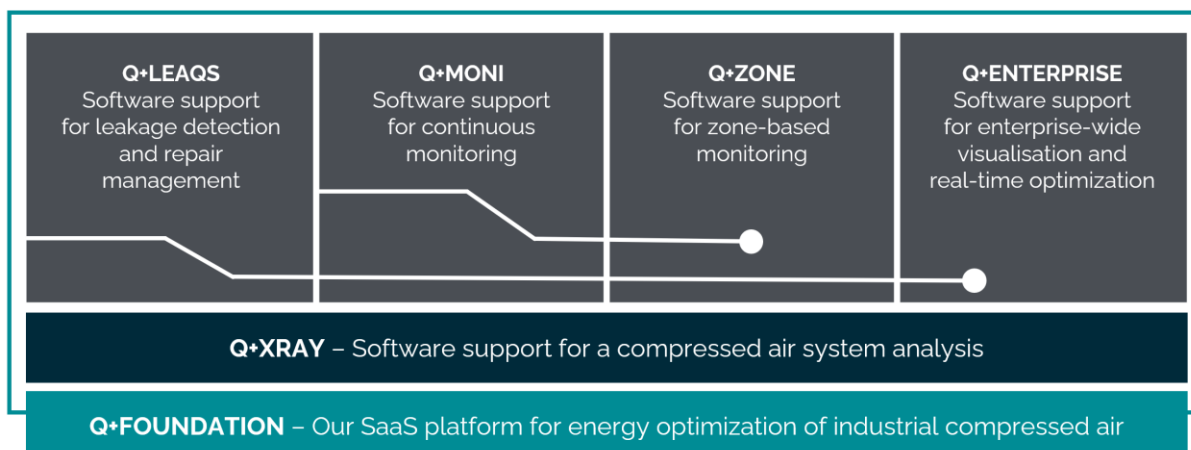 Q+LEAQS
Software support
for leakage detection
and repair
management
Q+MONI
Software support
for continuous
monitoring
Q+ZONE
Software support
for zone-based
monitoring
Q+ENTERPRISE
Software support
for enterprise-wide
visualisation and
real-time optimization
Q+XRAY – Software support for a compressed air system analysis
Q+FOUNDATION – Our SaaS platform for energy optimization of industrial compressed air